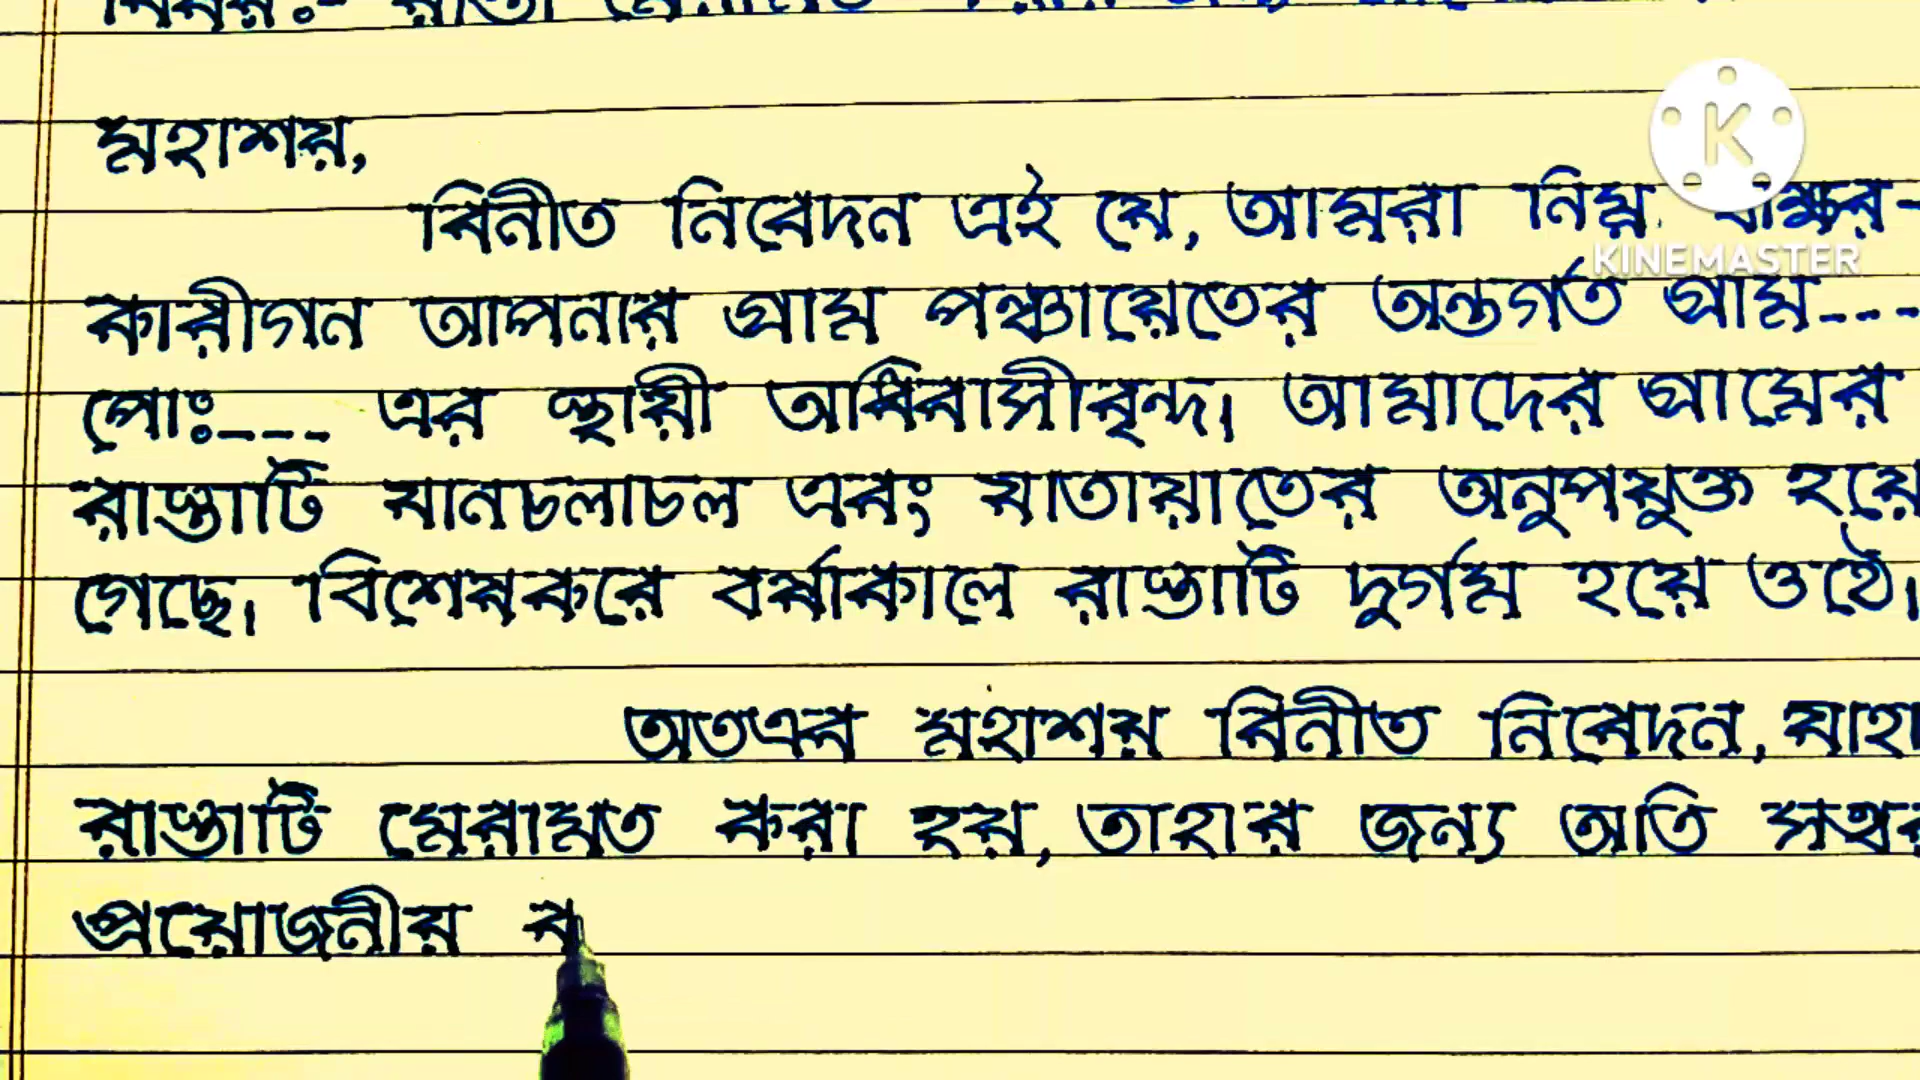 বিষয়ঃ- রাস্তা মেরামত
মহাশয়,
বিনীত নিবেদন এই যে, আমরা নিম্ন
কারীগন আপনার গ্রাম পঞ্চায়েতের অন্তর্গত গ্রাম----
পোঃ---- এর স্থায়ী অধিবাসীবৃন্দ। আমাদের গ্রামের
রাস্তাটি যানচলাচল এবং যাতায়াতের অনুপযুক্ত হয়ে
গেছে। বিশেষকরে বর্ষাকালে রাস্তাটি দুর্গম হয়ে ওঠে।
অতএব মহাশয় বিনীত নিবেদন, যাহা
রাস্তাটি মেরামত করা হয়, তাহার জন্য অতি সত্বর
প্রয়োজনীয় ব
K
KINEMASTER